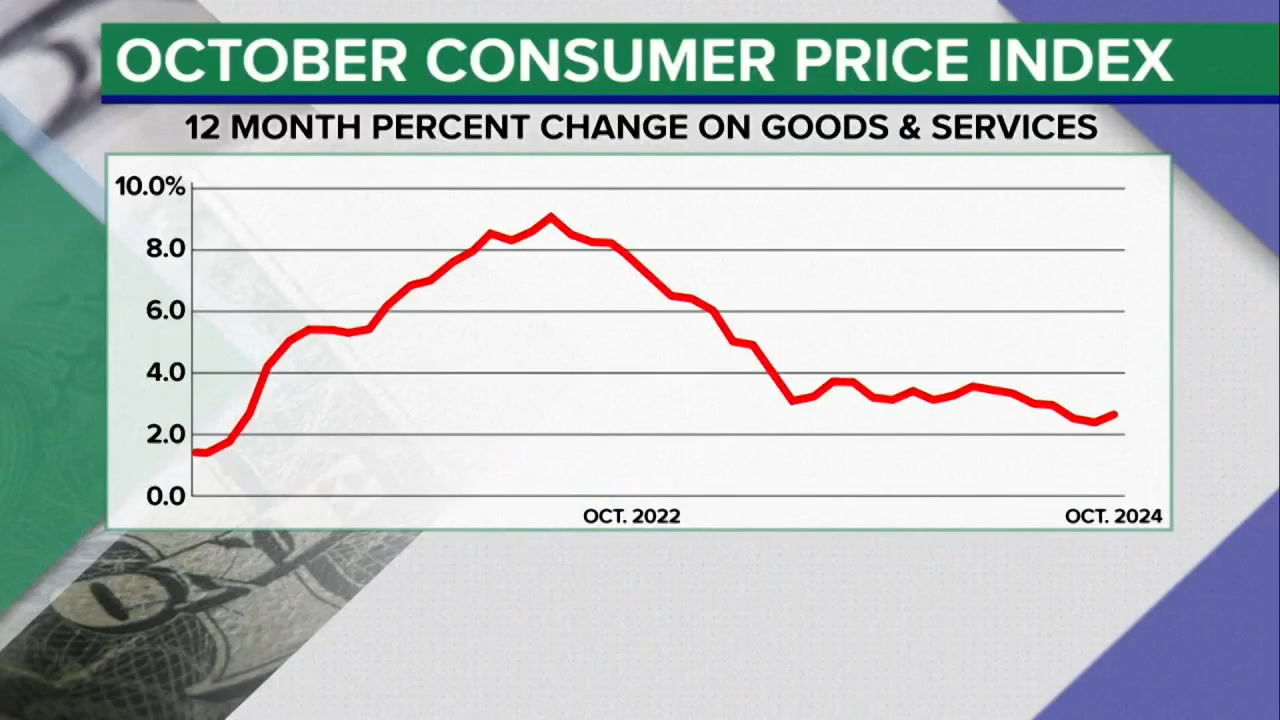 OCTOBER CONSUMER PRICE INDEX
12 MONTH PERCENT CHANGE ON GOODS & SERVICES
10.0%
8.0
6.0
4.0
2.0
0.0
OCT. 2022 OCT. 2024